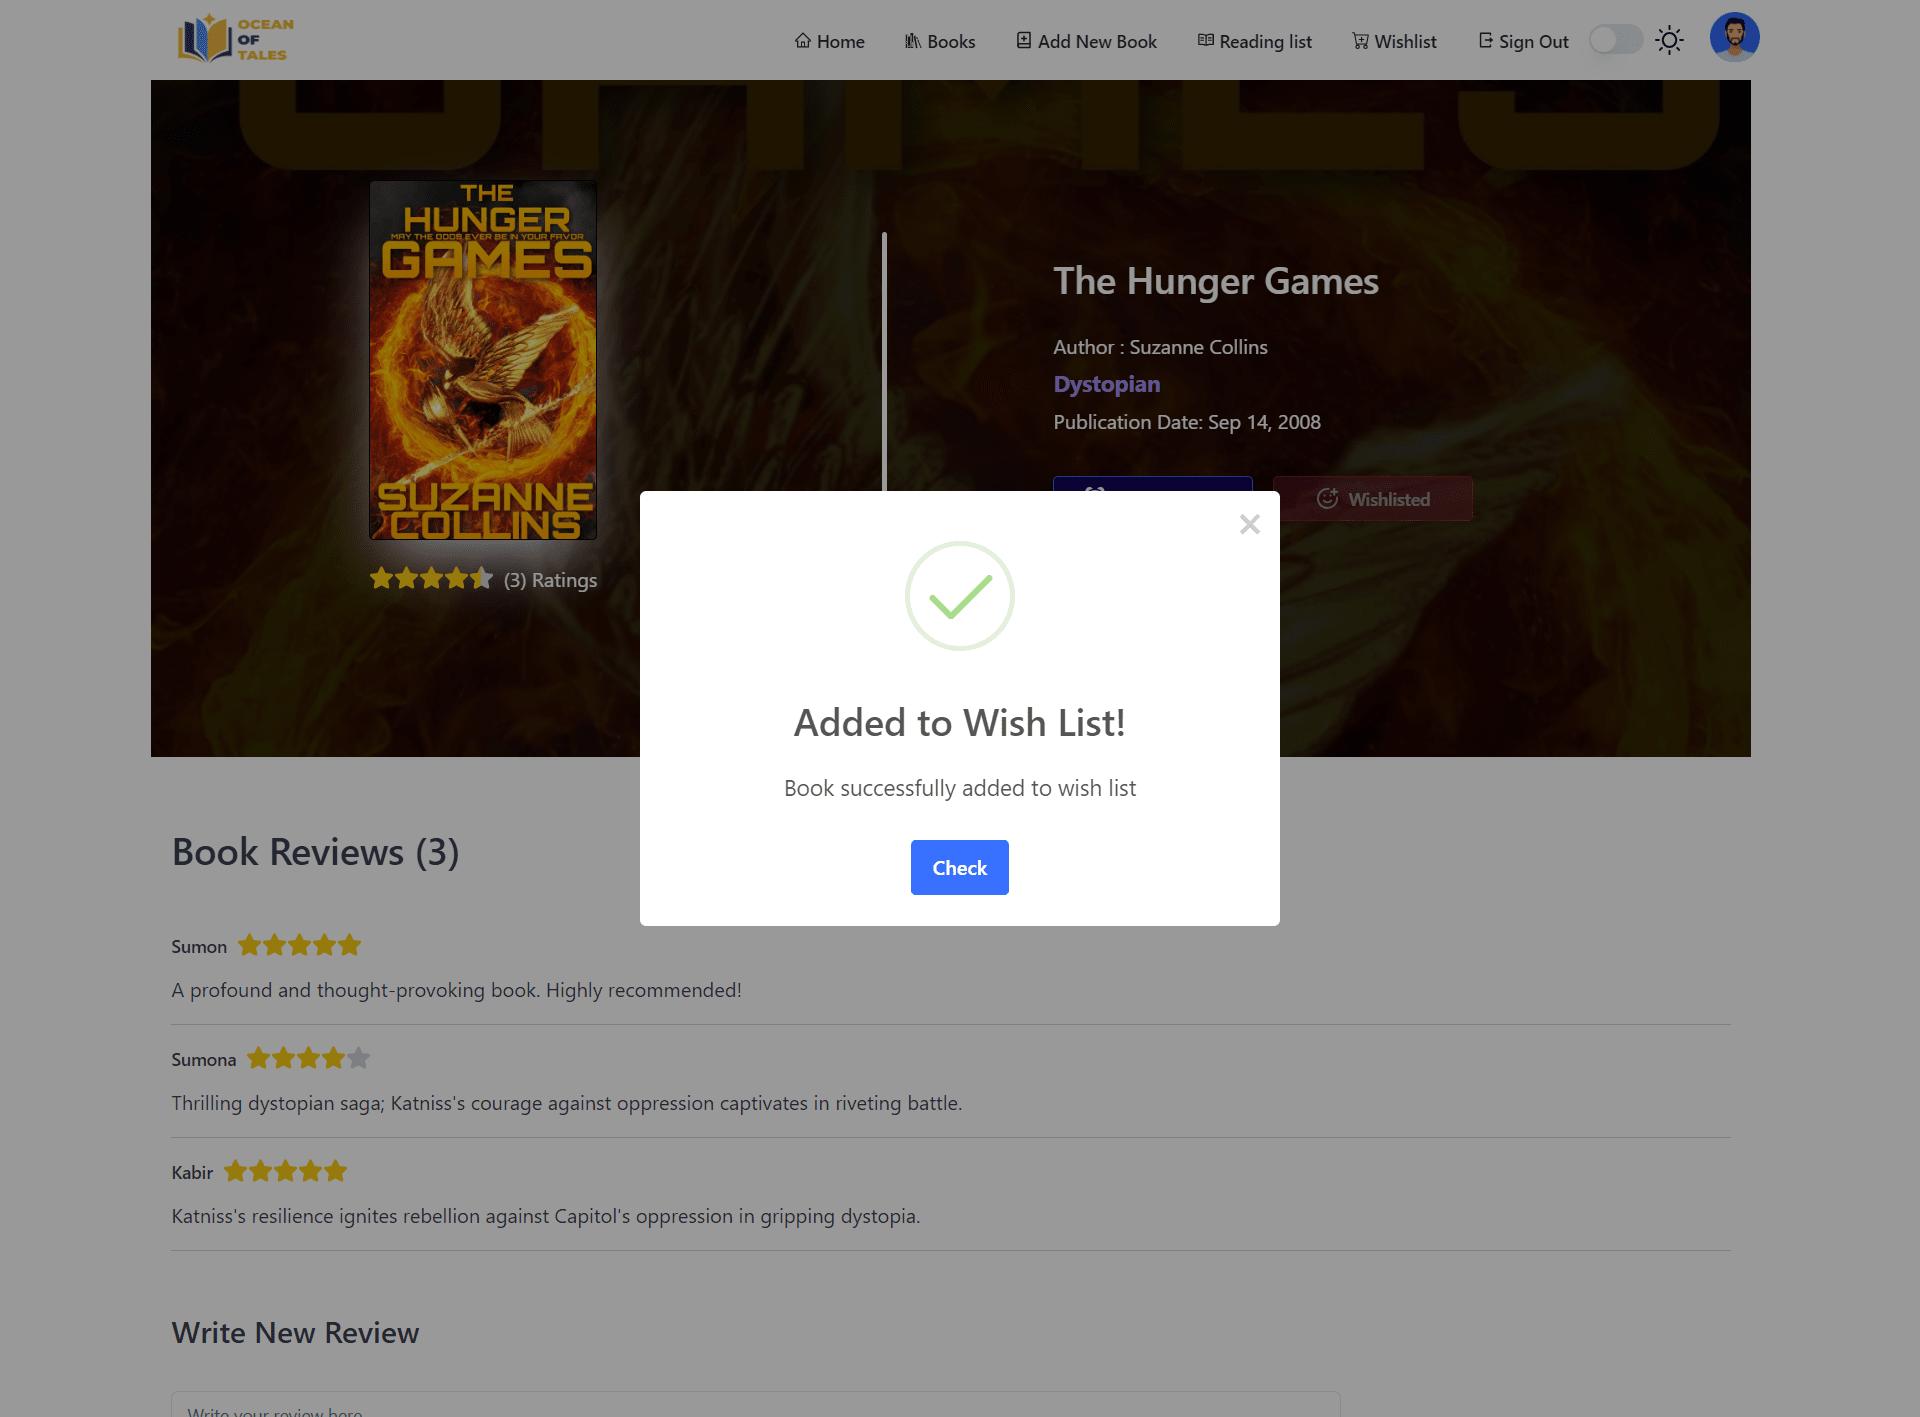 OCEAN
OF
TALES
Home
Books
Add New Book
Reading list
Wishlist
Sign Out
THE
HUNGER
MAY THE ODDS EVER BE IN YOUR FAVOR
GAMES
SUZANNE
COLLINS
(3) Ratings
The Hunger Games
Author : Suzanne Collins
Dystopian
Publication Date: Sep 14, 2008
Wishlisted
×
Added to Wish List!
Book successfully added to wish list
Check
Book Reviews (3)
Sumon
A profound and thought-provoking book. Highly recommended!
Sumona
Thrilling dystopian saga; Katniss's courage against oppression captivates in riveting battle.
Kabir
Katniss's resilience ignites rebellion against Capitol's oppression in gripping dystopia.
Write New Review
Write your review here